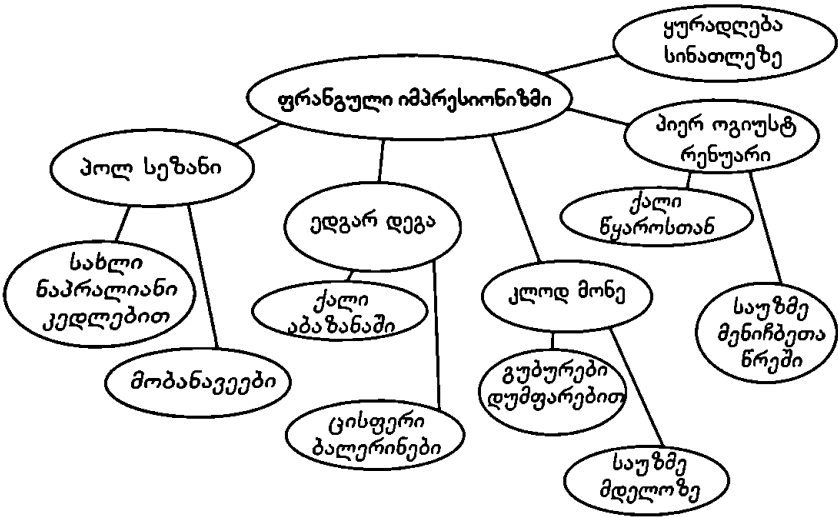 ყურადღება
სინათლეზე
ფრანგული იმპრესიონიზმი
პიერ ოგიუსტ
რენუარი
პოლ სეზანი
ედგარ დეგა
ქალი
წყაროსთან
სახლი
ნაპრალიანი
კედლებით
ქალი
აბაზანაში
კლოდ მონე
საუზმე
მენიჩბეთა
წრეში
მობანავეები
გუბურები
დუმფარებით
ცისფერი
ბალერინები
საუზმე
მდელოზე